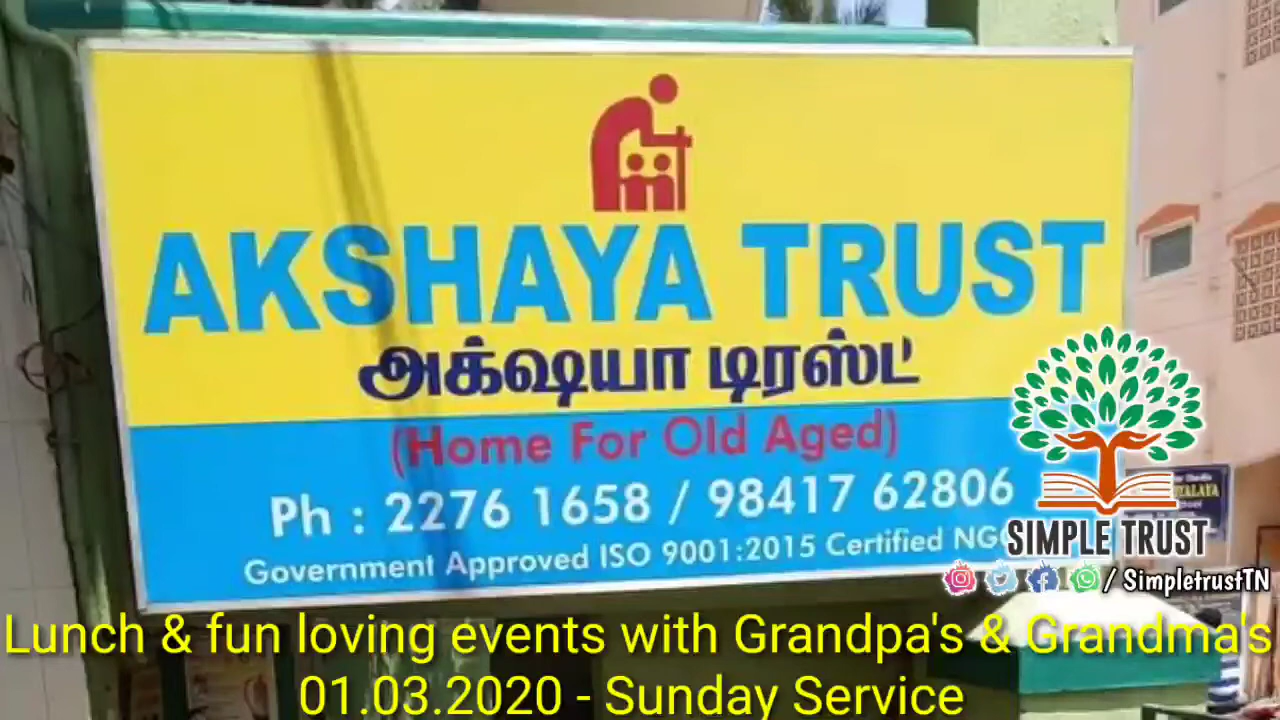 AKSHAYA TRUST
அக்ஷயா டிரஸ்ட்
(Home For Old Aged)
Ph : 2276 1658 / 98417 62806
Government Approved ISO 9001:2015 Certified NGO
YALAYA
SIMPLE TRUST
/ SimpletrustTN
Lunch & fun loving events with Grandpa's & Grandma's
01.03.2020 - Sunday Service